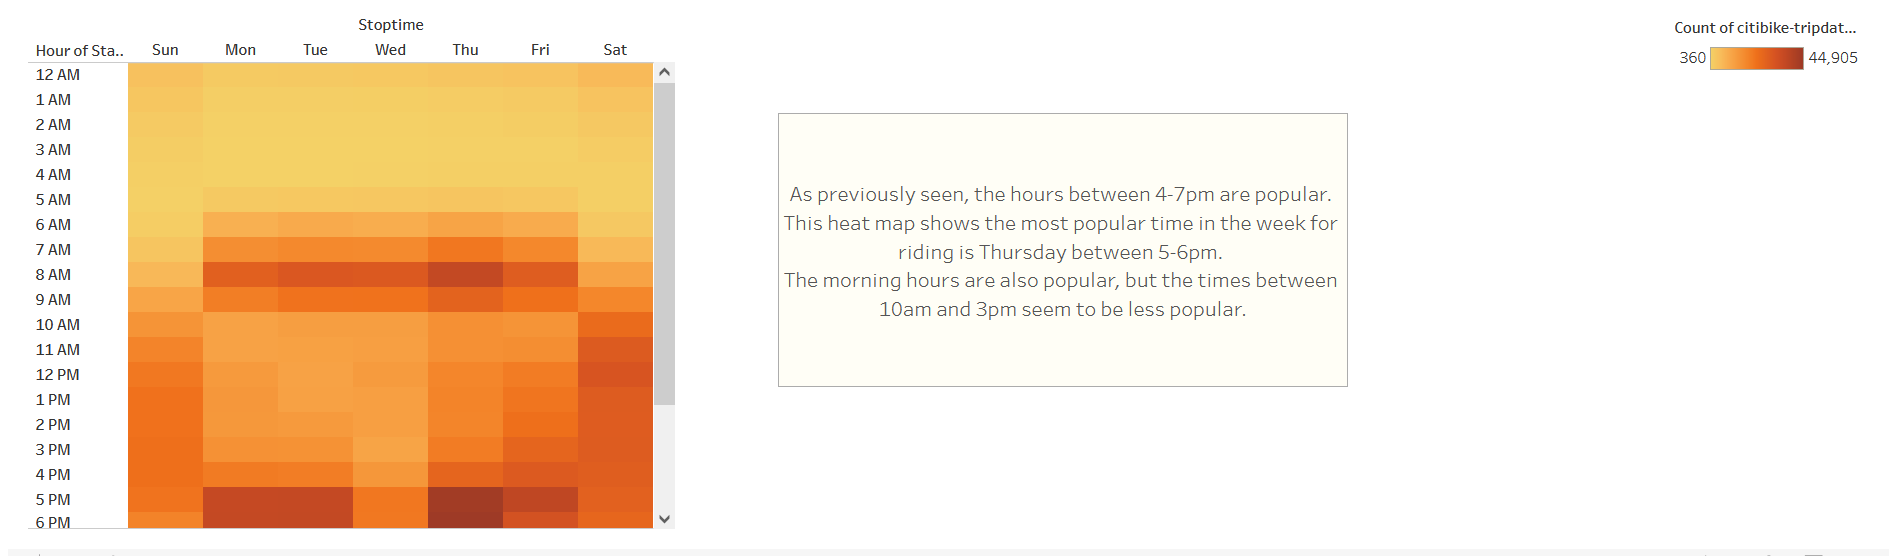 Stoptime
Hour of Sta.. Sun Mon Tue Wed Thu Fri Sat
12 AM
1 AM
2 AM
3 AM
4 AM
5 AM
6 AM
7 AM
8 AM
9 AM
10 AM
11 AM
12 PM
1 PM
2 PM
3 PM
4 PM
5 PM
6 PM
As previously seen, the hours between 4-7pm are popular.
This heat map shows the most popular time in the week for
riding is Thursday between 5-6pm.
The morning hours are also popular, but the times between
10am and 3pm seem to be less popular.
Count of citibike-tripdat...
360 44,905